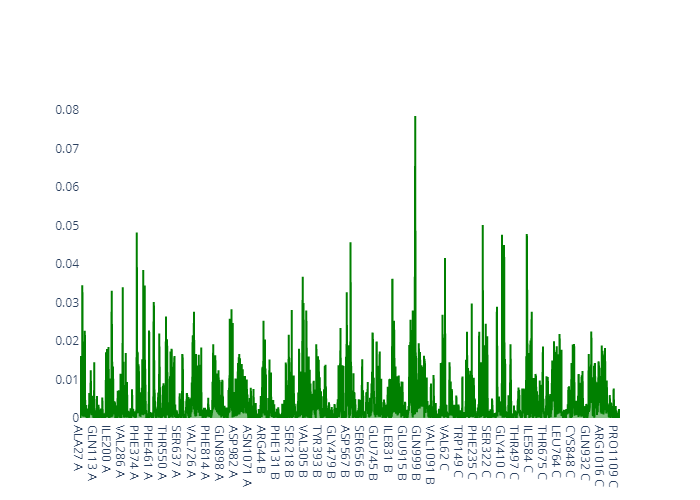 0.08
0.07
0.06
0.05
0.04
0.03
0.02
0.01
0
ALA27 A
GLN113 A
ILE200 A
VAL286 A
PHE374 A
PHE461 A
THR550 A
SER637 A
VAL726 A
PHE814 A
GLN898 A
ASP982 A
ASN1071 A
ARG44 B
PHE131 B
SER218 B
VAL305 B
TYR393 B
GLY479 B
ASP567 B
SER656 B
GLU745 B
ILE831 B
GLU915 B
GLN999 B
VAL1091 B
VAL62 C
TRP149 C
PHE235 C
SER322 C
GLY410 C
THR497 C
ILE584 C
THR675 C
LEU764 C
CYS848 C
GLN932 C
ARG1016 C
PRO1109 C